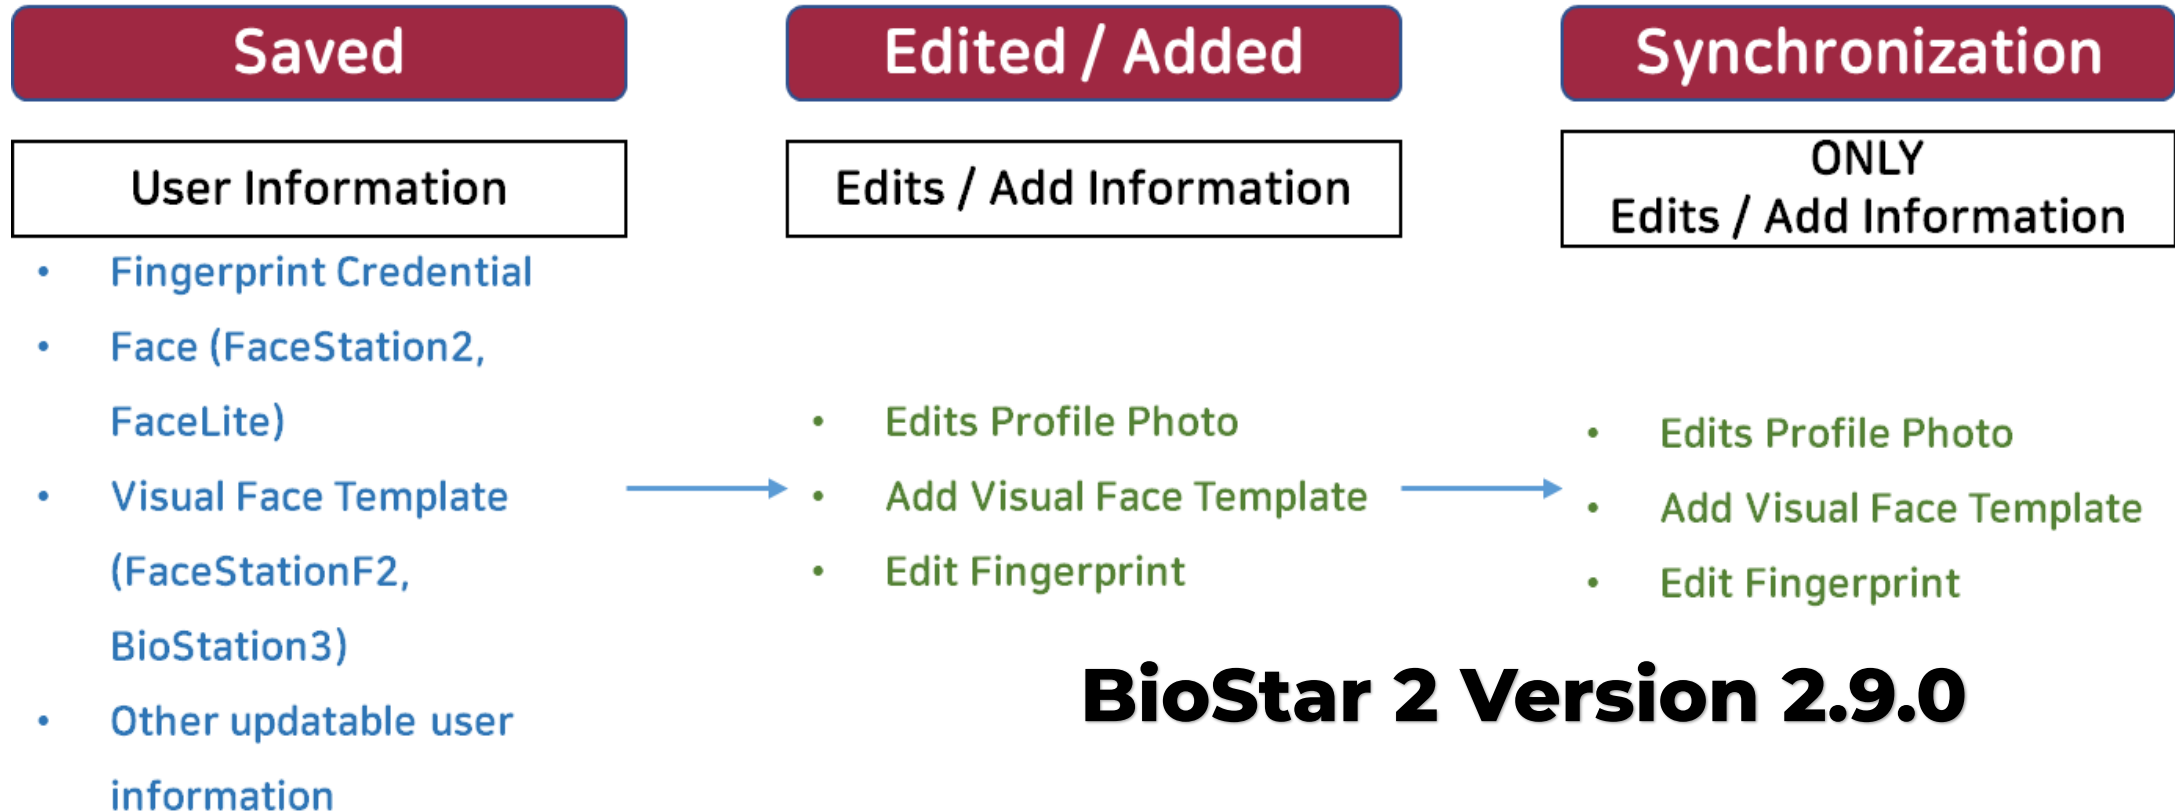 Saved
User Information
• Fingerprint Credential
• Face (FaceStation2,
FaceLite)
• Visual Face Template
(FaceStationF2,
BioStation3)
• Other updatable user
information
Edited / Added
Edits / Add Information
• Edits Profile Photo
• Add Visual Face Template
• Edit Fingerprint
Synchronization
ONLY
Edits / Add Information
• Edits Profile Photo
• Add Visual Face Template
• Edit Fingerprint
BioStar 2 Version 2.9.0